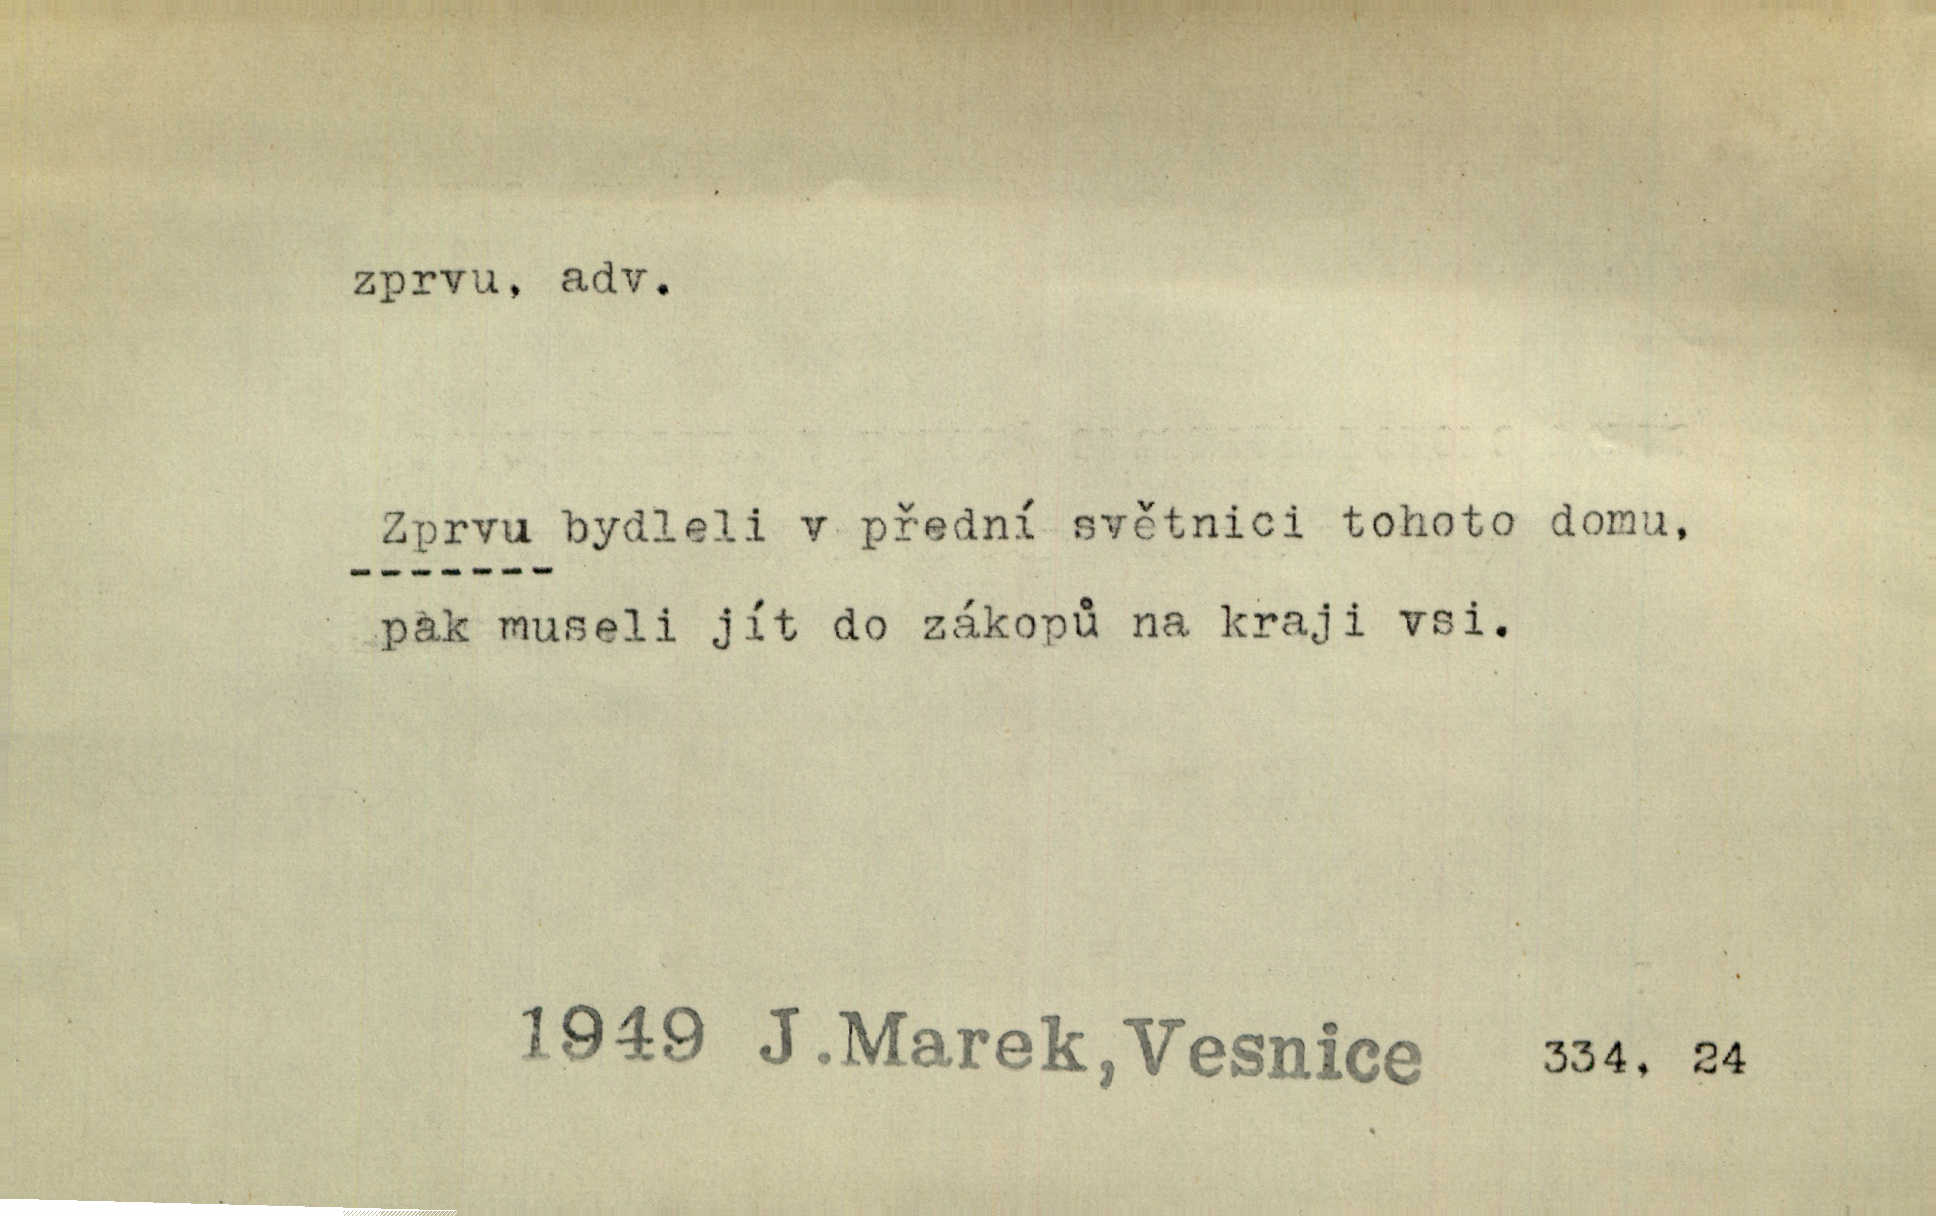 zprvu, adv.
Zprvu bydleli v přední světnici tohoto domu,
pak museli jít do zákopů na kraji vsi.
1949 J.Marek,Vesnice 334, 24